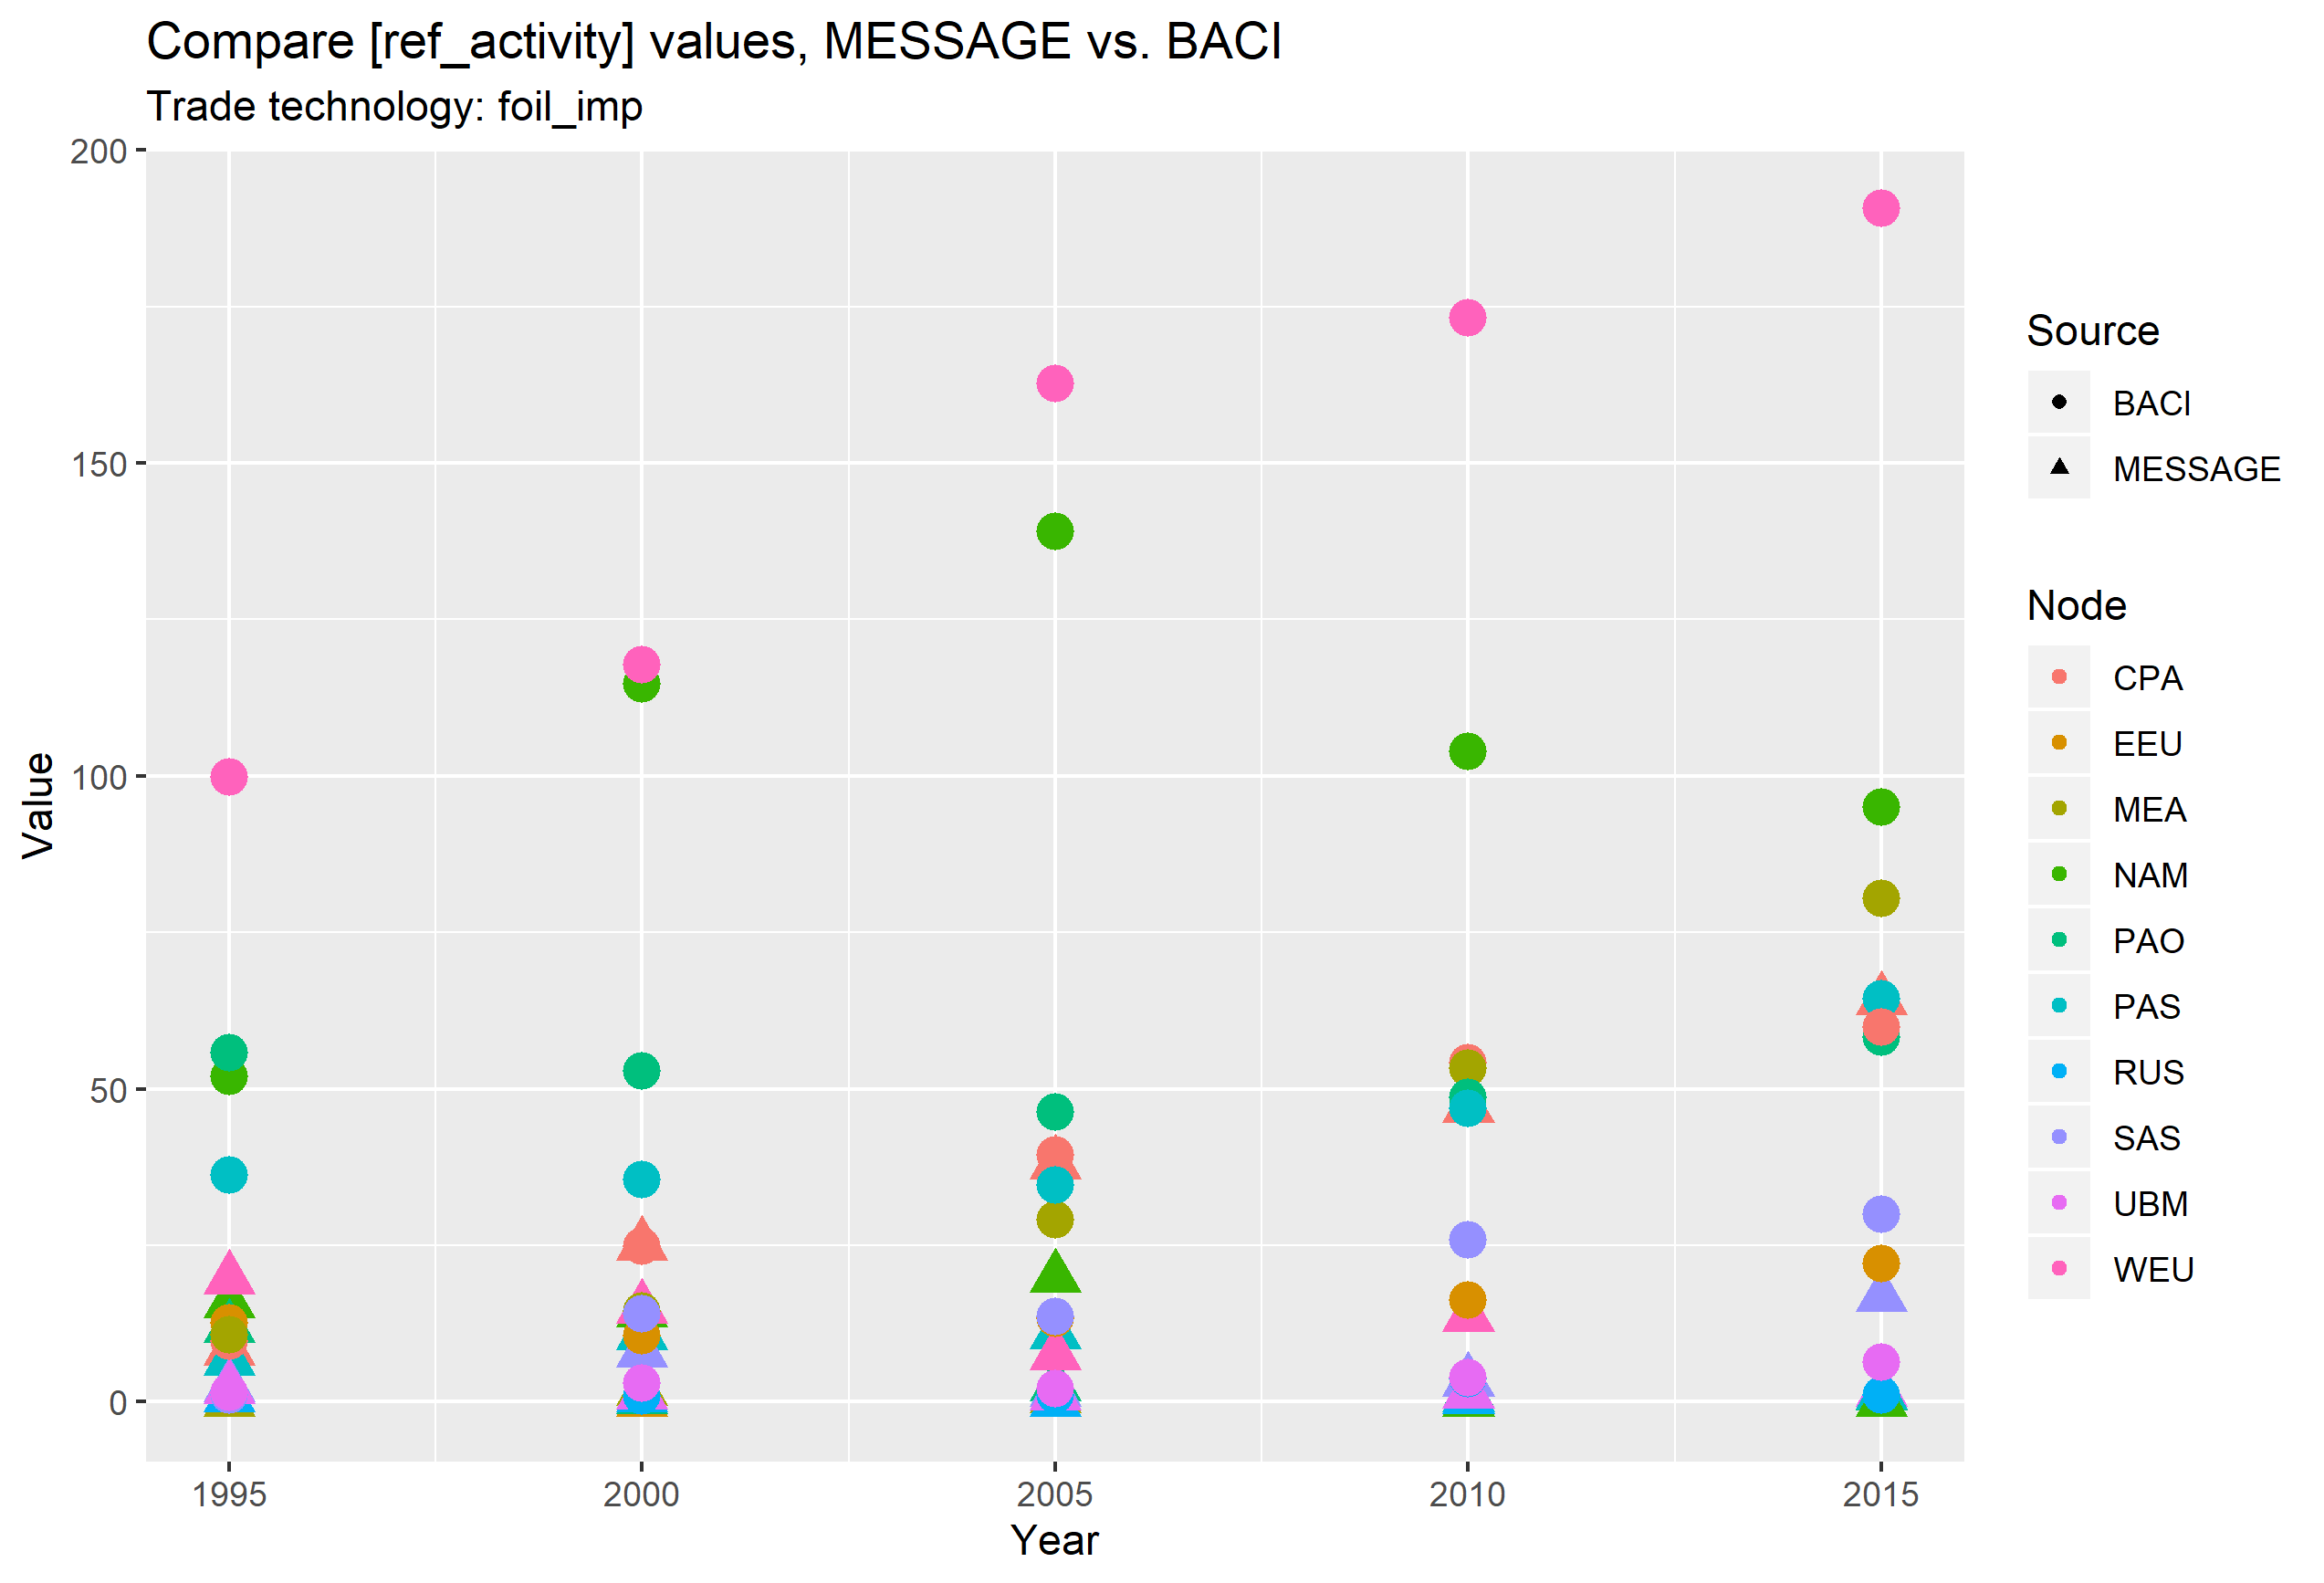 Compare [ref_activity] values, MESSAGE vs. BACI
Trade technology: foil_imp
Value
200
150
100
50
0
1995 2000 2005 2010 2015
Year
Source
BACI
MESSAGE
Node
CPA
EEU
MEA
NAM
PAO
PAS
RUS
SAS
UBM
WEU